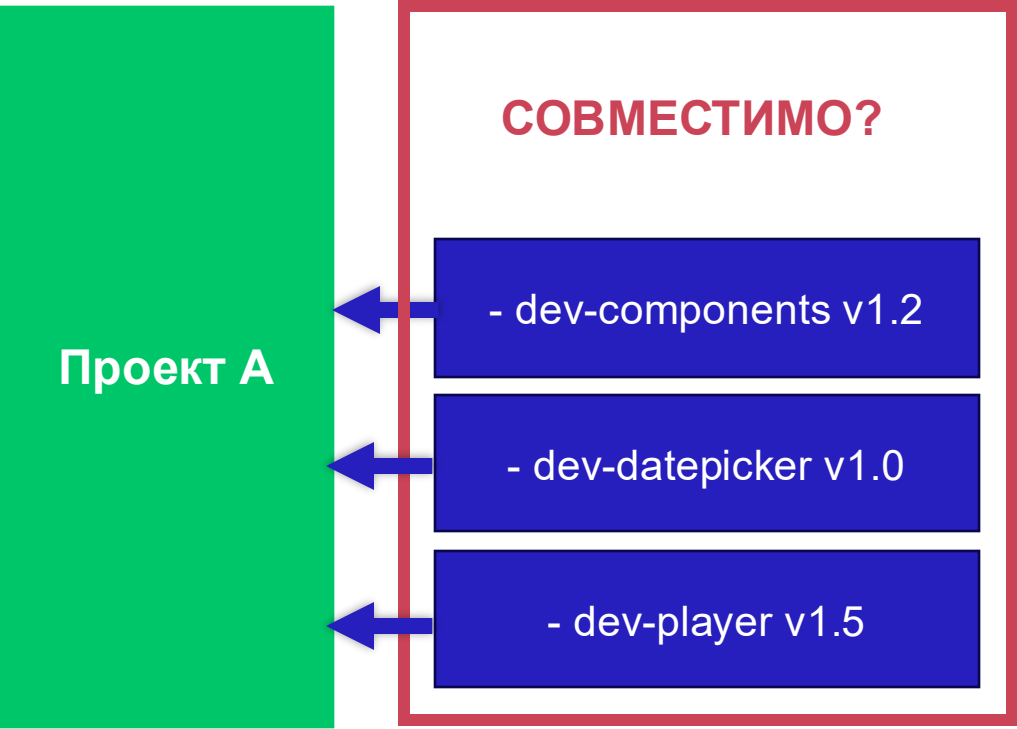 СОВМЕСТИМО?
Проект А
- dev-components v1.2
- dev-datepicker v1.0
- dev-player v1.5